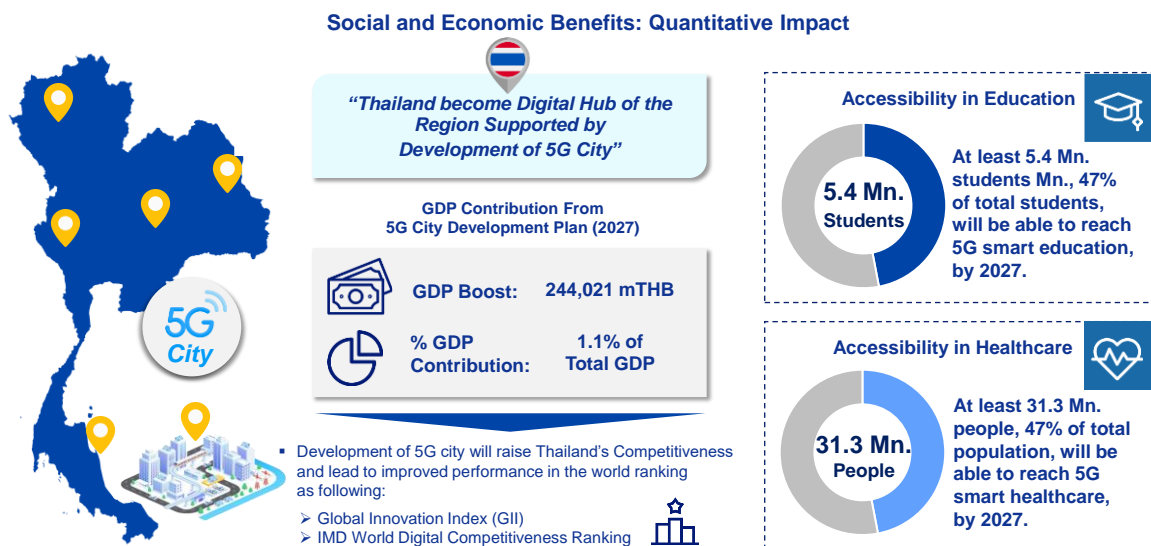 Social and Economic Benefits: Quantitative Impact
“Thailand become Digital Hub of the
Region Supported by
Development of 5G City”
GDP Contribution From
5G City Development Plan (2027)
GDP Boost: 244,021 mTHB
% GDP
Contribution:
1.1% of
Total GDP
5G
City
▪ Development of 5G city will raise Thailand’s Competitiveness
and lead to improved performance in the world ranking
as following:
➢ Global Innovation Index (GII)
➢ IMD World Digital Competitiveness Ranking
Accessibility in Education
5.4 Mn.
Students
At least 5.4 Mn.
students Mn., 47%
of total students,
will be able to reach
5G smart education,
by 2027.
Accessibility in Healthcare
31.3 Mn.
People
At least 31.3 Mn.
people, 47% of total
population, will be
able to reach 5G
smart healthcare,
by 2027.